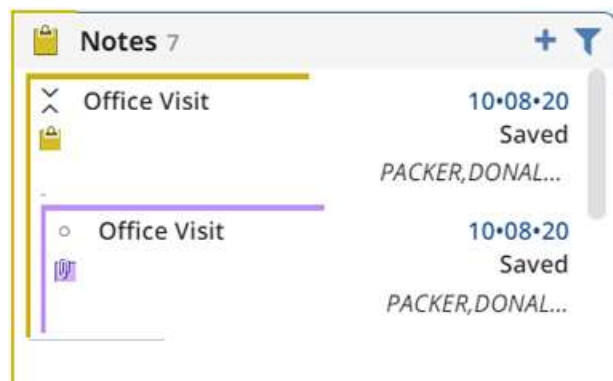 Notes 7
Office Visit 10•08•20
Saved
PACKER,DONAL...
Office Visit 10•08•20
Saved
PACKER,DONAL...